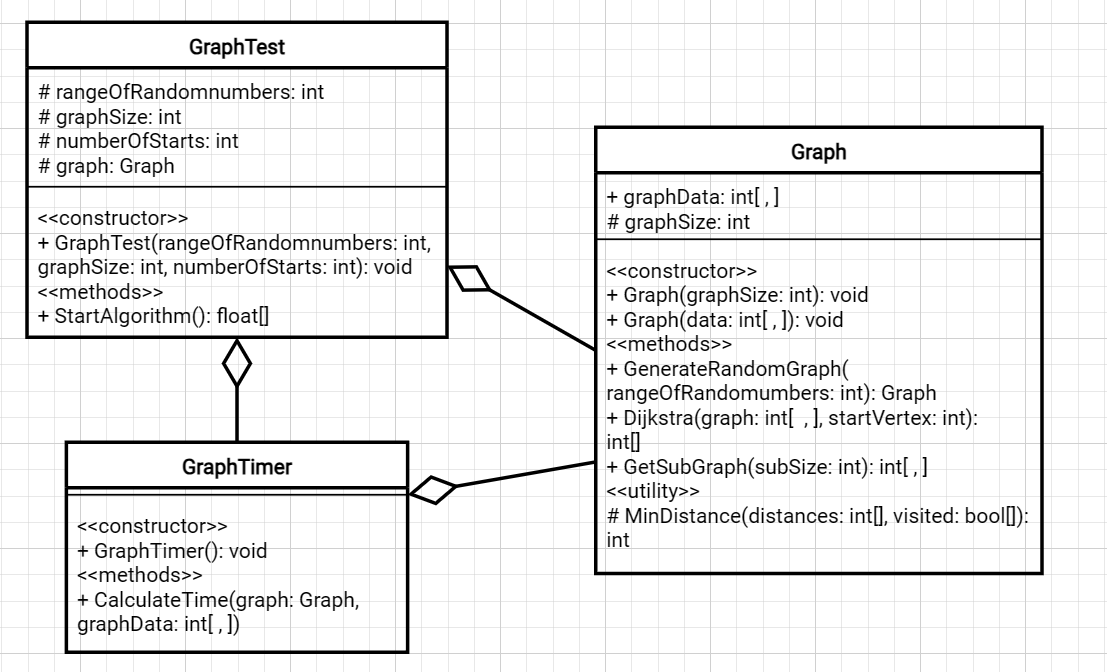 GraphTest
# rangeOfRandomnumbers: int
# graphSize: int
# numberOfStarts: int
# graph: Graph
<<constructor>>
+ GraphTest(rangeOfRandomnumbers: int,
graphSize: int, numberOfStarts: int): void
<<methods>>
+ StartAlgorithm(): float[]
Graph
+ graphData: int[ , ]
# graphSize: int
<<constructor>>
+ Graph(graphSize: int): void
+ Graph(data: int[ , ]): void
<<methods>>
+ GenerateRandomGraph(
rangeOfRandomumbers: int): Graph
+ Dijkstra(graph: int[  , ], startVertex: int):
int[]
+ GetSubGraph(subSize: int): int[ , ]
<<utility>>
# MinDistance(distances: int[], visited: bool[]):
int
GraphTimer
<<constructor>>
+ GraphTimer(): void
<<methods>>
+ CalculateTime(graph: Graph,
graphData: int[ , ])